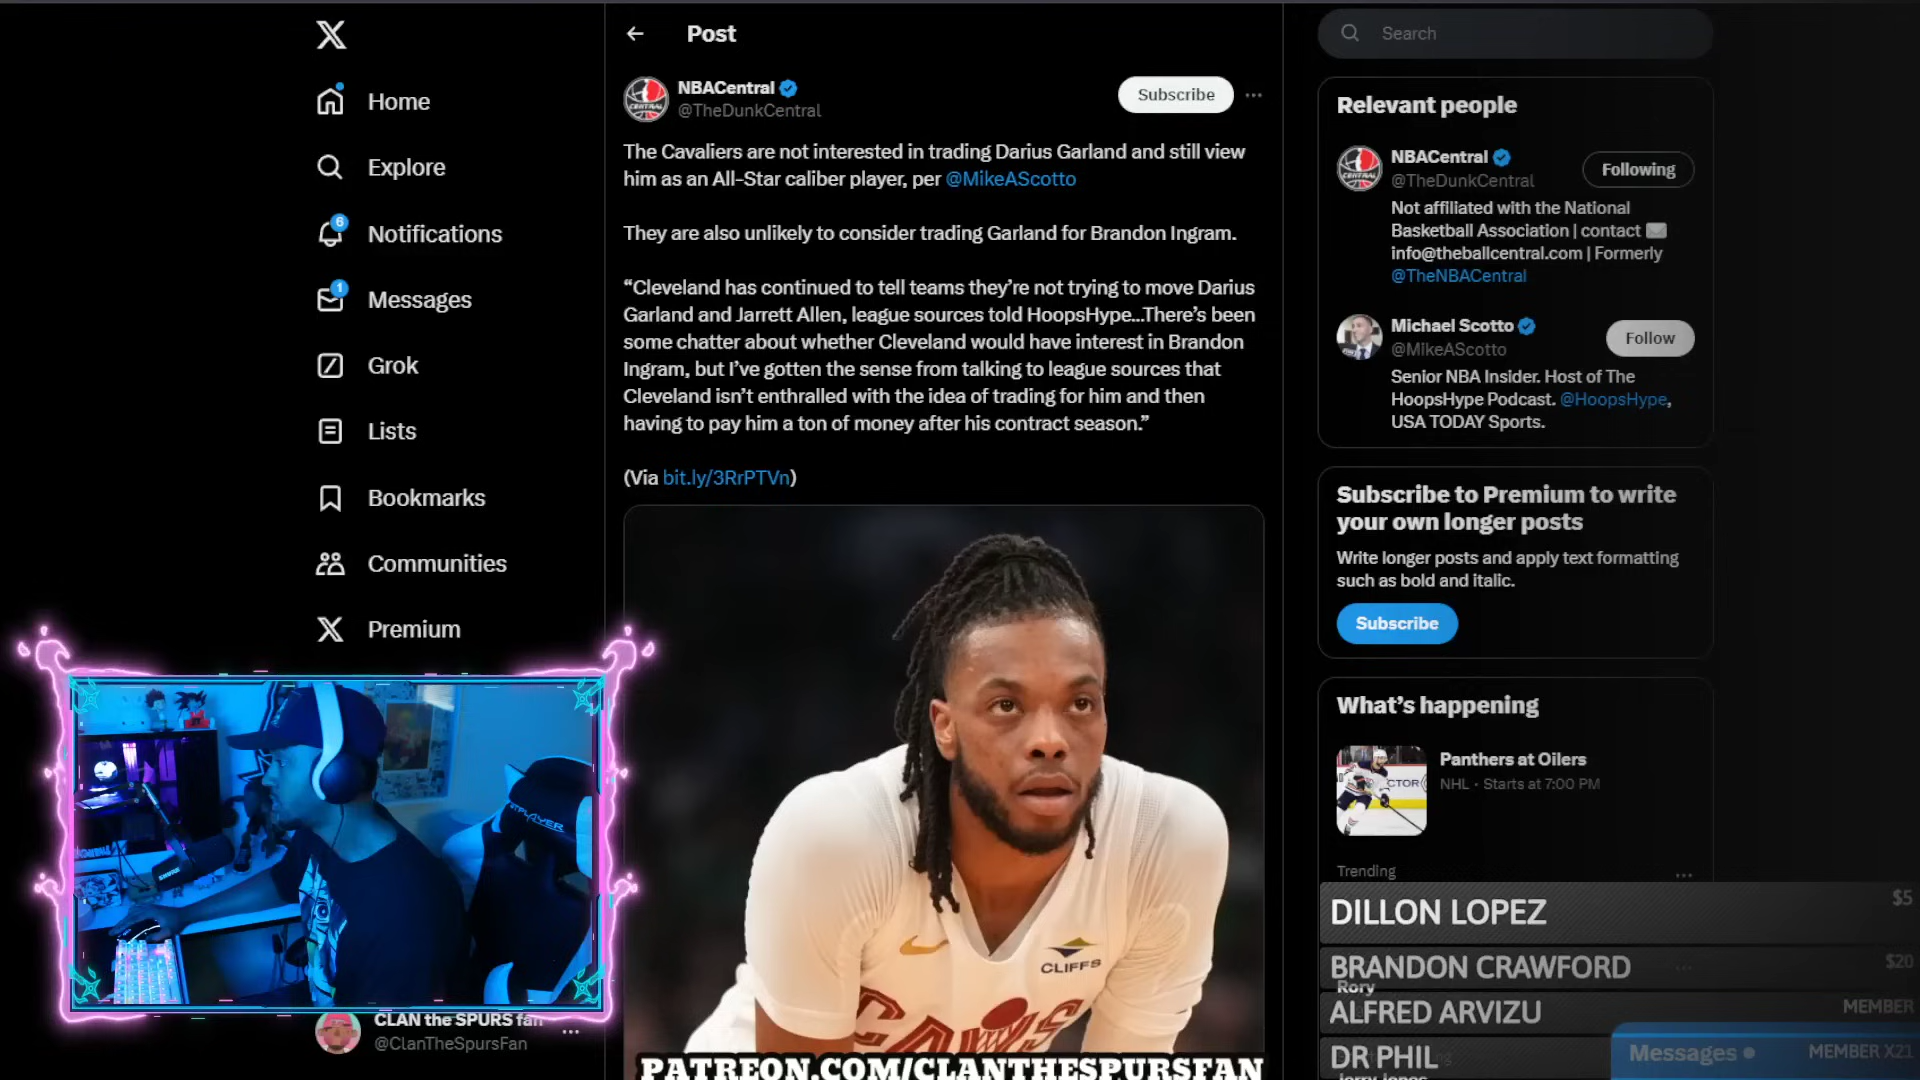 Home
Explore
6
Notifications
1
Messages
Grok
Lists
Bookmarks
Communities
Premium
CLAN the SPURS fan
@ClanTheSpursFan
Post
NBACentral
@TheDunkCentral
Subscribe
The Cavaliers are not interested in trading Darius Garland and still view
him as an All-Star caliber player, per @MikeAScotto
They are also unlikely to consider trading Garland for Brandon Ingram.
“Cleveland has continued to tell teams they’re not trying to move Darius
Garland and Jarrett Allen, league sources told HoopsHype...There’s been
some chatter about whether Cleveland would have interest in Brandon
Ingram, but I’ve gotten the sense from talking to league sources that
Cleveland isn’t enthralled with the idea of trading for him and then
having to pay him a ton of money after his contract season.”
(Via bit.ly/3RrPTVn)
CLIFFS
CAVS
PATREON.COM/CLANTHESPURSFAN
Search
Relevant people
NBACentral
@TheDunkCentral
Following
Not affiliated with the National
Basketball Association | contact
info@theballcentral.com | Formerly
@TheNBACentral
Michael Scotto
@MikeAScotto
Follow
Senior NBA Insider. Host of The
HoopsHype Podcast. @HoopsHype,
USA TODAY Sports.
Subscribe to Premium to write
your own longer posts
Write longer posts and apply text formatting
such as bold and italic.
Subscribe
What’s happening
Panthers at Oilers
NHL · Starts at 7:00 PM
Trending
DILLON LOPEZ $5
BRANDON CRAWFORD $20
Rory
ALFRED ARVIZU MEMBER
DR PHIL MEMBER X21
Messages